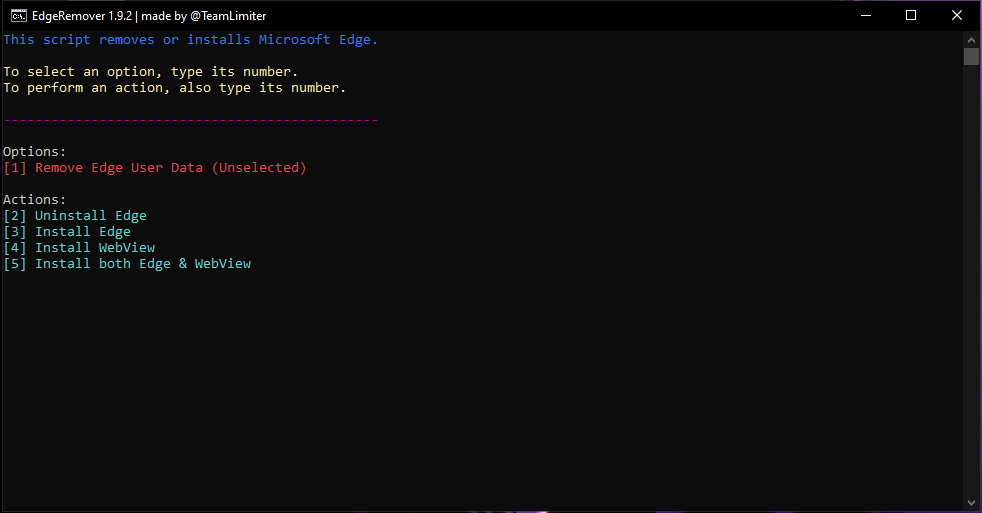 EdgeRemover 1.9.2 | made by @TeamLimiter
This script removes or installs Microsoft Edge.
To select an option, type its number.
To perform an action, also type its number.
-----------------------------------------------
Options:
[1] Remove Edge User Data (Unselected)
Actions:
[2] Uninstall Edge
[3] Install Edge
[4] Install WebView
[5] Install both Edge & WebView